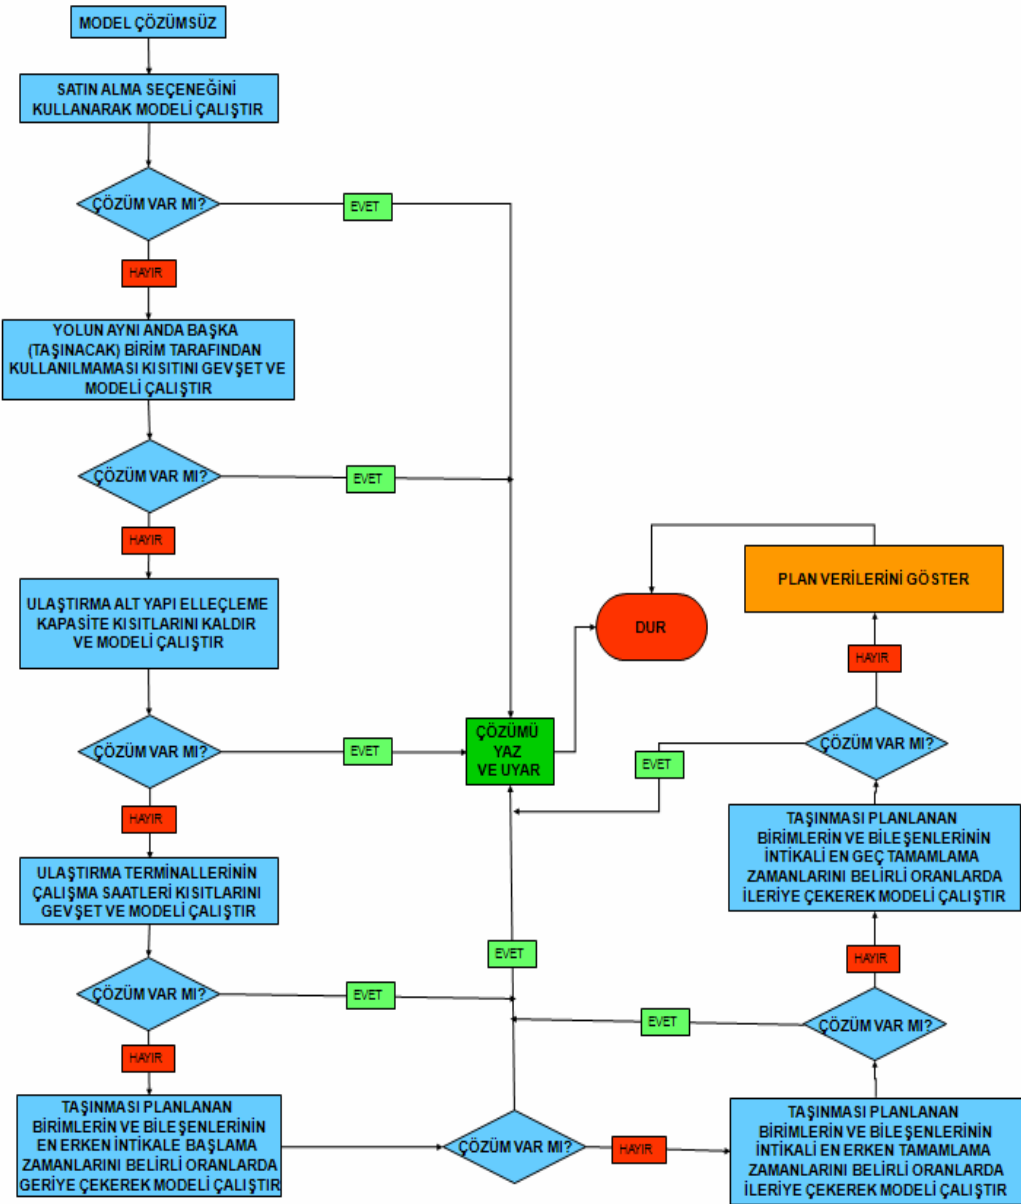 MODEL ÇÖZÜMSÜZ
SATIN ALMA SEÇENEĞİNİ
KULLANARAK MODELİ ÇALIŞTIR
ÇÖZÜM VAR MI?
EVET
HAYIR
YOLUN AYNI ANDA BAŞKA
(TAŞINACAK) BİRİM TARAFINDAN
KULLANILMAMASI KISITINI GEVŞET VE
MODELİ ÇALIŞTIR
ÇÖZÜM VAR MI?
EVET
HAYIR
ULAŞTIRMA ALT YAPI ELLEÇLEME
KAPASİTE KISITLARINI KALDIR
VE MODELİ ÇALIŞTIR
ÇÖZÜM VAR MI?
EVET
HAYIR
ULAŞTIRMA TERMİNALLERİNİN
ÇALIŞMA SAATLERİ KISITLARINI
GEVŞET VE MODELİ ÇALIŞTIR
ÇÖZÜM VAR MI?
EVET
HAYIR
TAŞINMASI PLANLANAN
BİRİMLERİN VE BİLEŞENLERİNİN
EN ERKEN İNTİKALE BAŞLAMA
ZAMANLARINI BELİRLİ ORANLARDA
GERİYE ÇEKEREK MODELİ ÇALIŞTIR
ÇÖZÜM VAR MI?
EVET
HAYIR
TAŞINMASI PLANLANAN
BİRİMLERİN VE BİLEŞENLERİNİN
İNTİKALİ EN ERKEN TAMAMLAMA
ZAMANLARINI BELİRLİ ORANLARDA
İLERİYE ÇEKEREK MODELİ ÇALIŞTIR
ÇÖZÜM VAR MI?
EVET
HAYIR
TAŞINMASI PLANLANAN
BİRİMLERİN VE BİLEŞENLERİNİN
İNTİKALİ EN GEÇ TAMAMLAMA
ZAMANLARINI BELİRLİ ORANLARDA
İLERİYE ÇEKEREK MODELİ ÇALIŞTIR
ÇÖZÜM VAR MI?
EVET
HAYIR
PLAN VERİLERİNİ GÖSTER
ÇÖZÜMÜ
YAZ
VE UYAR
DUR